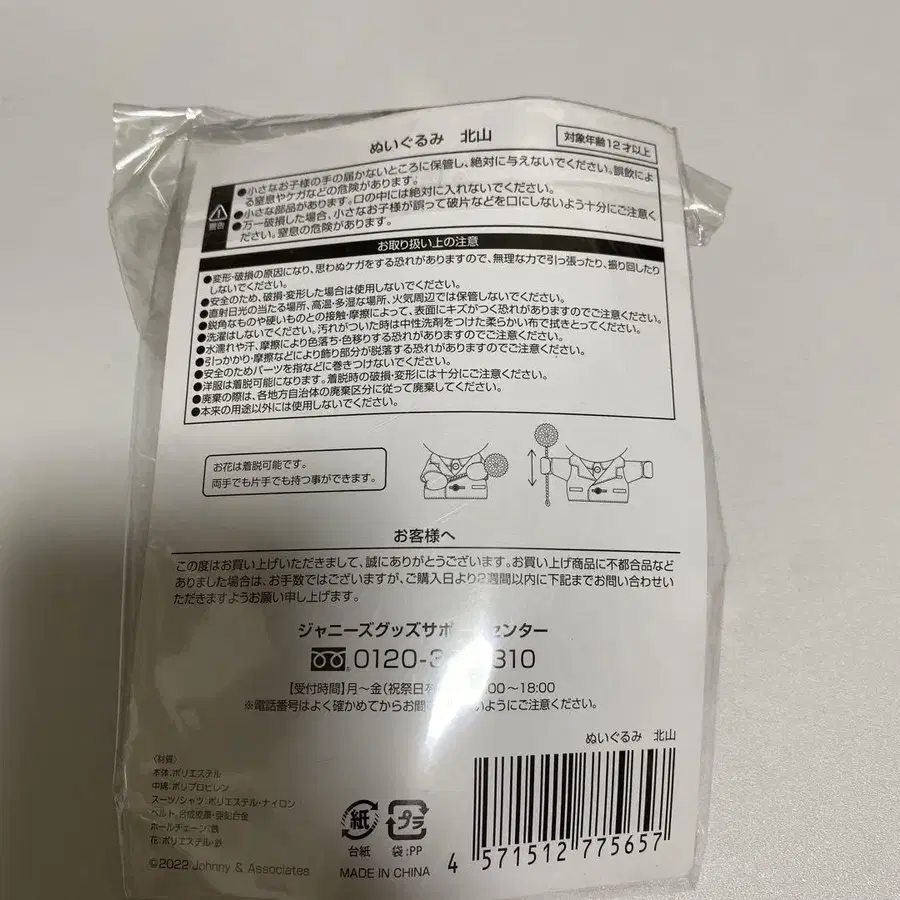 ぬいぐるみ 北山
対象年齢12才以上
警告
●小さなお子様の手の届かないところに保管し、絶対に与えないでください。誤飲によ
る窒息やケガなどの危険があります。
●小さな部品があります。口の中には絶対に入れないでください。
●万一破損した場合、小さなお子様が誤って破片などを口にしないよう十分にご注意く
ださい。窒息の危険があります。
お取り扱い上の注意
●変形・破損の原因になり、思わぬケガをする恐れがありますので、無理な力で引っ張ったり、振り回したり
しないでください。
●安全のため、破損・変形した場合は使用しないでください。
●直射日光の当たる場所、高温・多湿な場所、火気周辺では保管しないでください。
●鋭角なものや硬いものとの接触・摩擦によって、表面にキズがつく恐れがありますのでご注意ください。
●洗濯はしないでください。汚れがついた時は中性洗剤をつけた柔らかい布で拭きとってください。
●水濡れや汗、摩擦により色落ち・色移りする恐れがありますのでご注意ください。
●引っかかり・摩擦などにより飾り部分が脱落する恐れがありますのでご注意ください。
●安全のためパーツを指などに巻きつけないでください。
●洋服は着脱可能になります。着脱時の破損・変形には十分にご注意ください。
●廃棄の際は、各地方自治体の廃棄区分に従って廃棄してください。
●本来の用途以外には使用しないでください。
お花は着脱可能です。
両手でも片手でも持つ事ができます。
お客様へ
この度はお買い上げいただきまして、誠にありがとうございます。お買い上げ商品に不都合品など
ありました場合は、お手数ではございますが、ご購入日より2週間以内に下記までお問い合わせい
ただきますようお願い申し上げます。
ジャニーズグッズサポートセンター
0120-3 310
【受付時間】月〜金(祝祭日 :00〜18:00
※電話番号はよく確かめてからお問 いようにご注意ください。
ぬいぐるみ 北山
〈材質〉
本体:ポリエステル
中綿:ポリプロピレン
スーツ/シャツ:ポリエステル・ナイロン
ベルト:合成皮革・亜鉛合金
ボールチェーン:鉄
花:ポリエステル・鉄
©2022 Johnny & Associates
紙
台紙
プラ
袋:PP
MADE IN CHINA
4 571512 775657